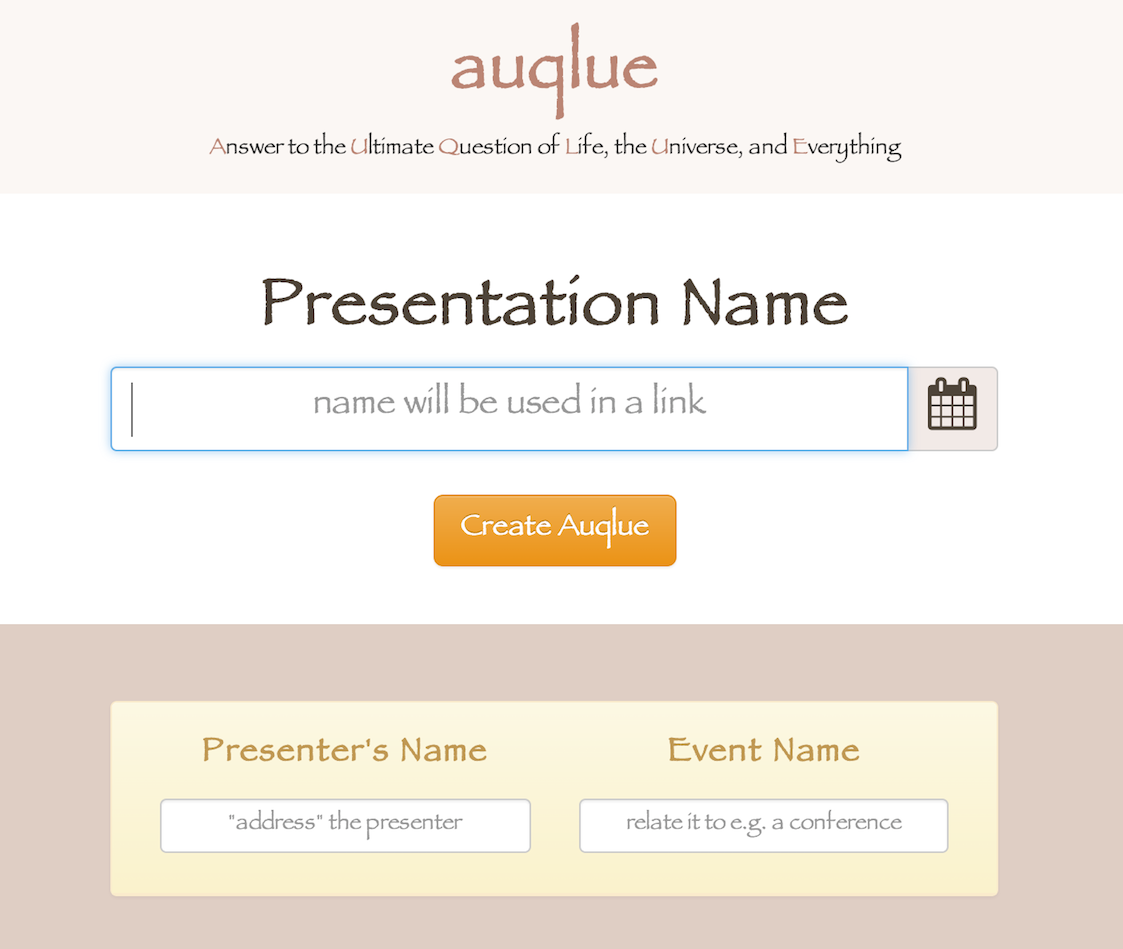 auqlue
Answer to the Ultimate Question of Life, the Universe, and Everything
Presentation Name
name will be used in a link
Create Auqlue
Presenter's Name
Event Name
"address" the presenter
relate it to e.g. a conference